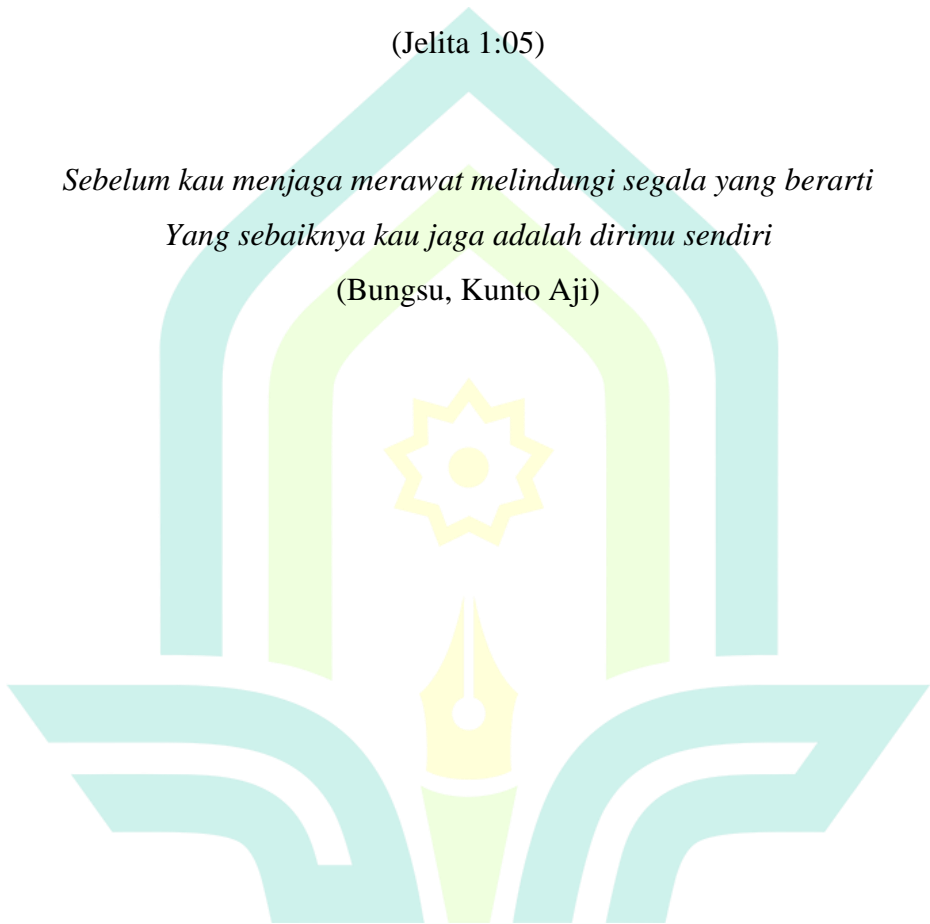 (Jelita 1:05)
Sebelum kau menjaga merawat melindungi segala yang berarti
Yang sebaiknya kau jaga adalah dirimu sendiri
(Bungsu, Kunto Aji)